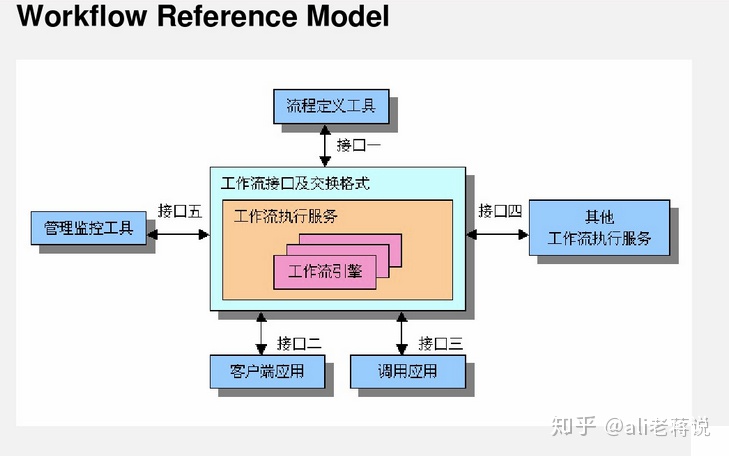 Workflow Reference Model
流程定义工具
接口一
工作流接口及交换格式
工作流执行服务
工作流引擎
管理监控工具
接口五
接口四
其他
工作流执行服务
接口二
接口三
客户端应用
调用应用
知乎 @ali老蒋说